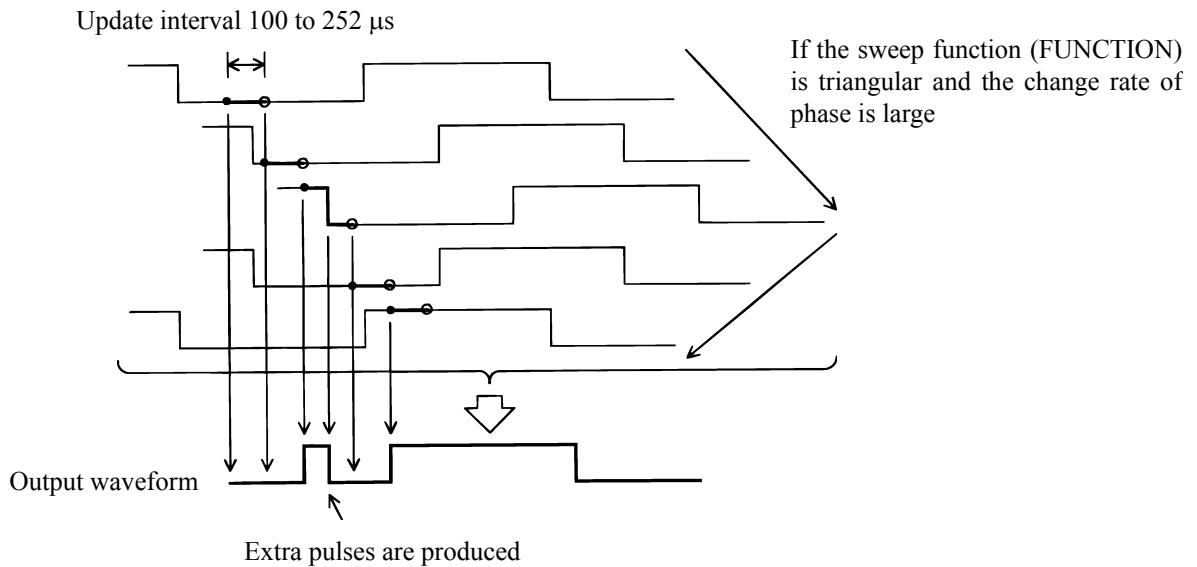 Update interval 100 to 252 μs
If the sweep function (FUNCTION)
is triangular and the change rate of
phase is large
Output waveform
Extra pulses are produced